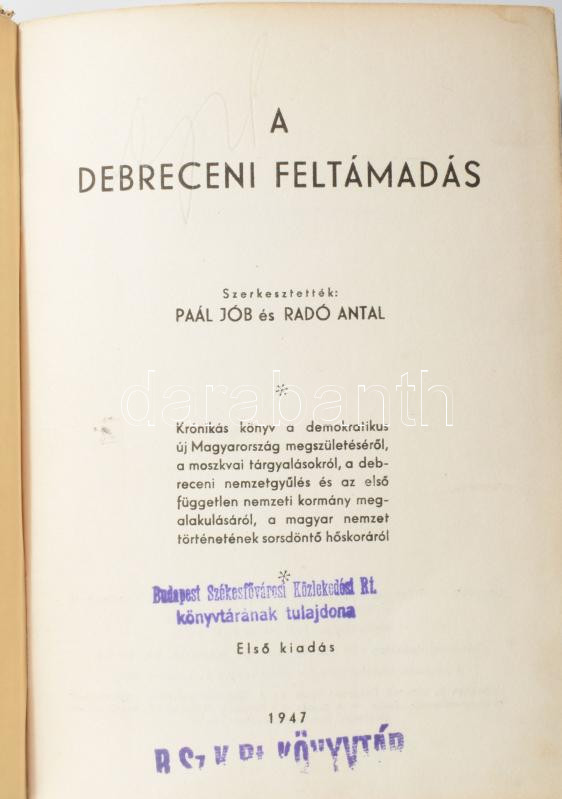 A
DEBRECENI FELTÁMADÁS
Szerkesztették:
PAÁL JÓB és RADÓ ANTAL
*
darabanth
Krónikás könyv a demokratikus
új Magyarország megszületéséről,
a moszkvai tárgyalásokról, a deb-
receni nemzetgyűlés és az első
független nemzeti kormány meg-
alakulásáról, a magyar nemzet
történetének sorsdöntő hőskoráról
*
Budapest Székesfővárosi Közlekedési Rt.
könyvtárának tulajdona
Első kiadás
1947
B.Sz.K.Rt. KÖNYVTÁR